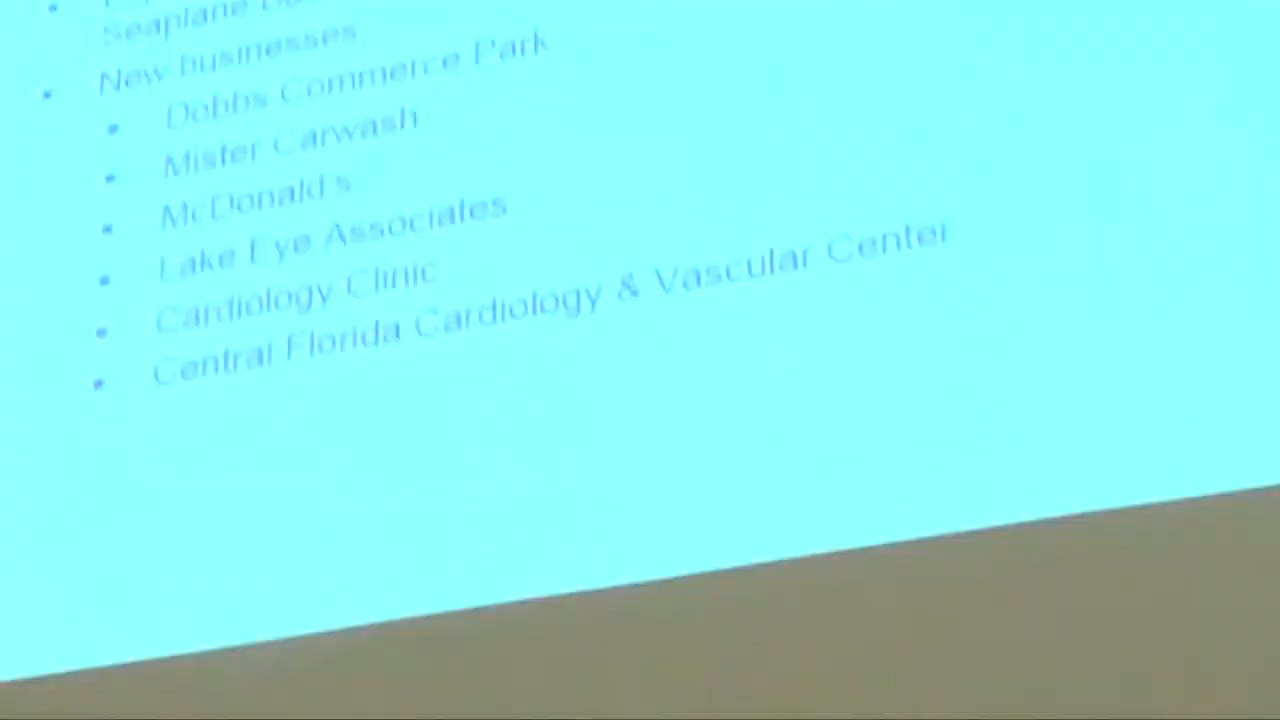 Seaplane
• New businesses
• Dobbs Commerce Park
• Mister Carwash
• McDonald's
• Lake Eye Associates
• Cardiology Clinic
• Central Florida Cardiology & Vascular Center